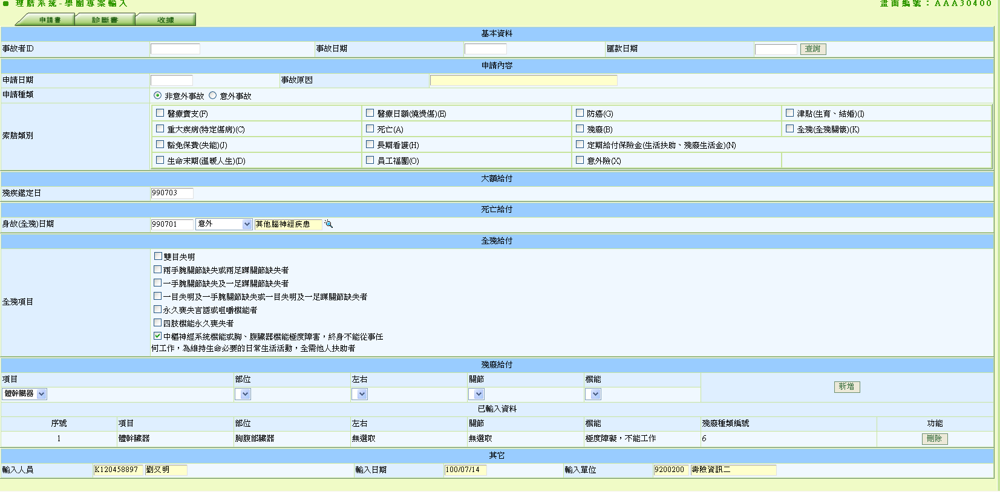 理賠系統-學團專案輸入 畫面編號：AAA30400
申請書 診斷書 收據
基本資料
事故者ID 事故日期 匯款日期 查詢
申請內容
申請日期 事故原因
申請種類 非意外事故 意外事故
索賠類別
醫療實支(F) 醫療日額(燒燙傷)(E) 防癌(G) 津貼(生育、結婚)(I)
重大疾病(特定傷病)(C) 死亡(A) 殘廢(B) 全殘(全殘關懷)(K)
豁免保費(失能)(J) 長期看護(H) 定期給付保險金(生活扶助、殘廢生活金)(N)
生命末期(溫暖人生)(D) 員工福團(O) 意外險(X)
大額給付
殘疾鑑定日 990703
死亡給付
身故(全殘)日期 990701 意外 其他腦神經疾患
全殘給付
全殘項目
雙目失明
兩手腕關節缺失或兩足踝關節缺失者
一手腕關節缺失及一足踝關節缺失者
一目失明及一手腕關節缺失或一目失明及一足踝關節缺失者
永久喪失言語或咀嚼機能者
四肢機能永久喪失者
中樞神經系統機能或胸、腹臟器機能極度障害，終身不能從事任
何工作，為維持生命必要的日常生活活動，全需他人扶助者
殘廢給付
項目 部位 左右 關節 機能
體幹臟器 新增
已輸入資料
序號 項目 部位 左右 關節 機能 殘廢種類編號 功能
1 體幹臟器 胸腹部臟器 無選取 無選取 極度障礙，不能工作 6 刪除
其它
輸入人員 K120458897 劉㕛明 輸入日期 100/07/14 輸入單位 9200200 壽險資訊二